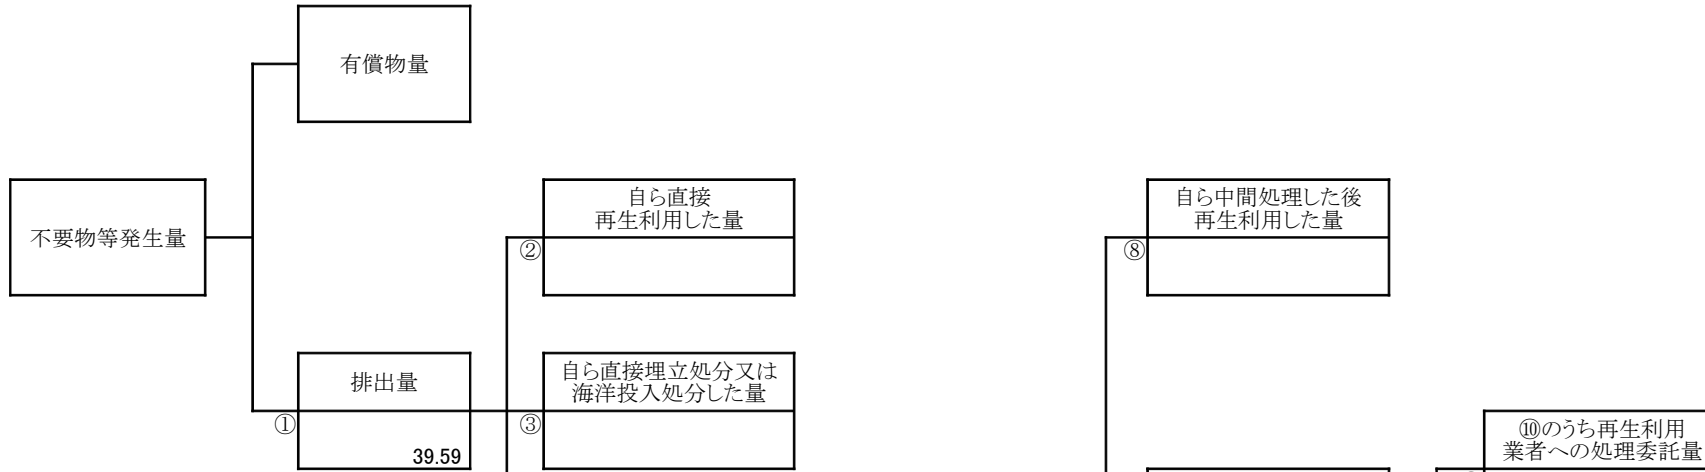 有償物量
不要物等発生量
自ら直接
再生利用した量
②
自ら中間処理した後
再生利用した量
⑧
排出量
①
39.59
自ら直接埋立処分又は
海洋投入処分した量
③
⑩のうち再生利用
業者への処理委託量